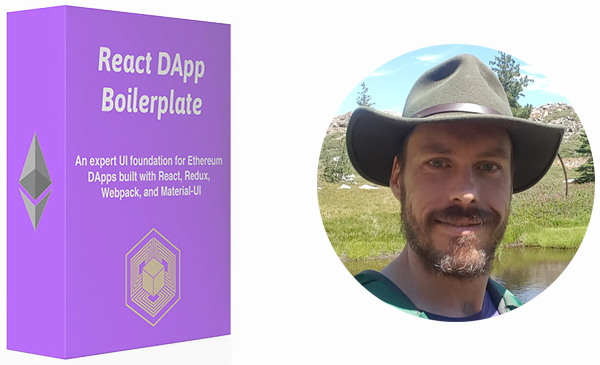 React DApp
Boilerplate
An expert UI foundation for Ethereum
DApps built with React, Redux,
Webpack, and Material-UI